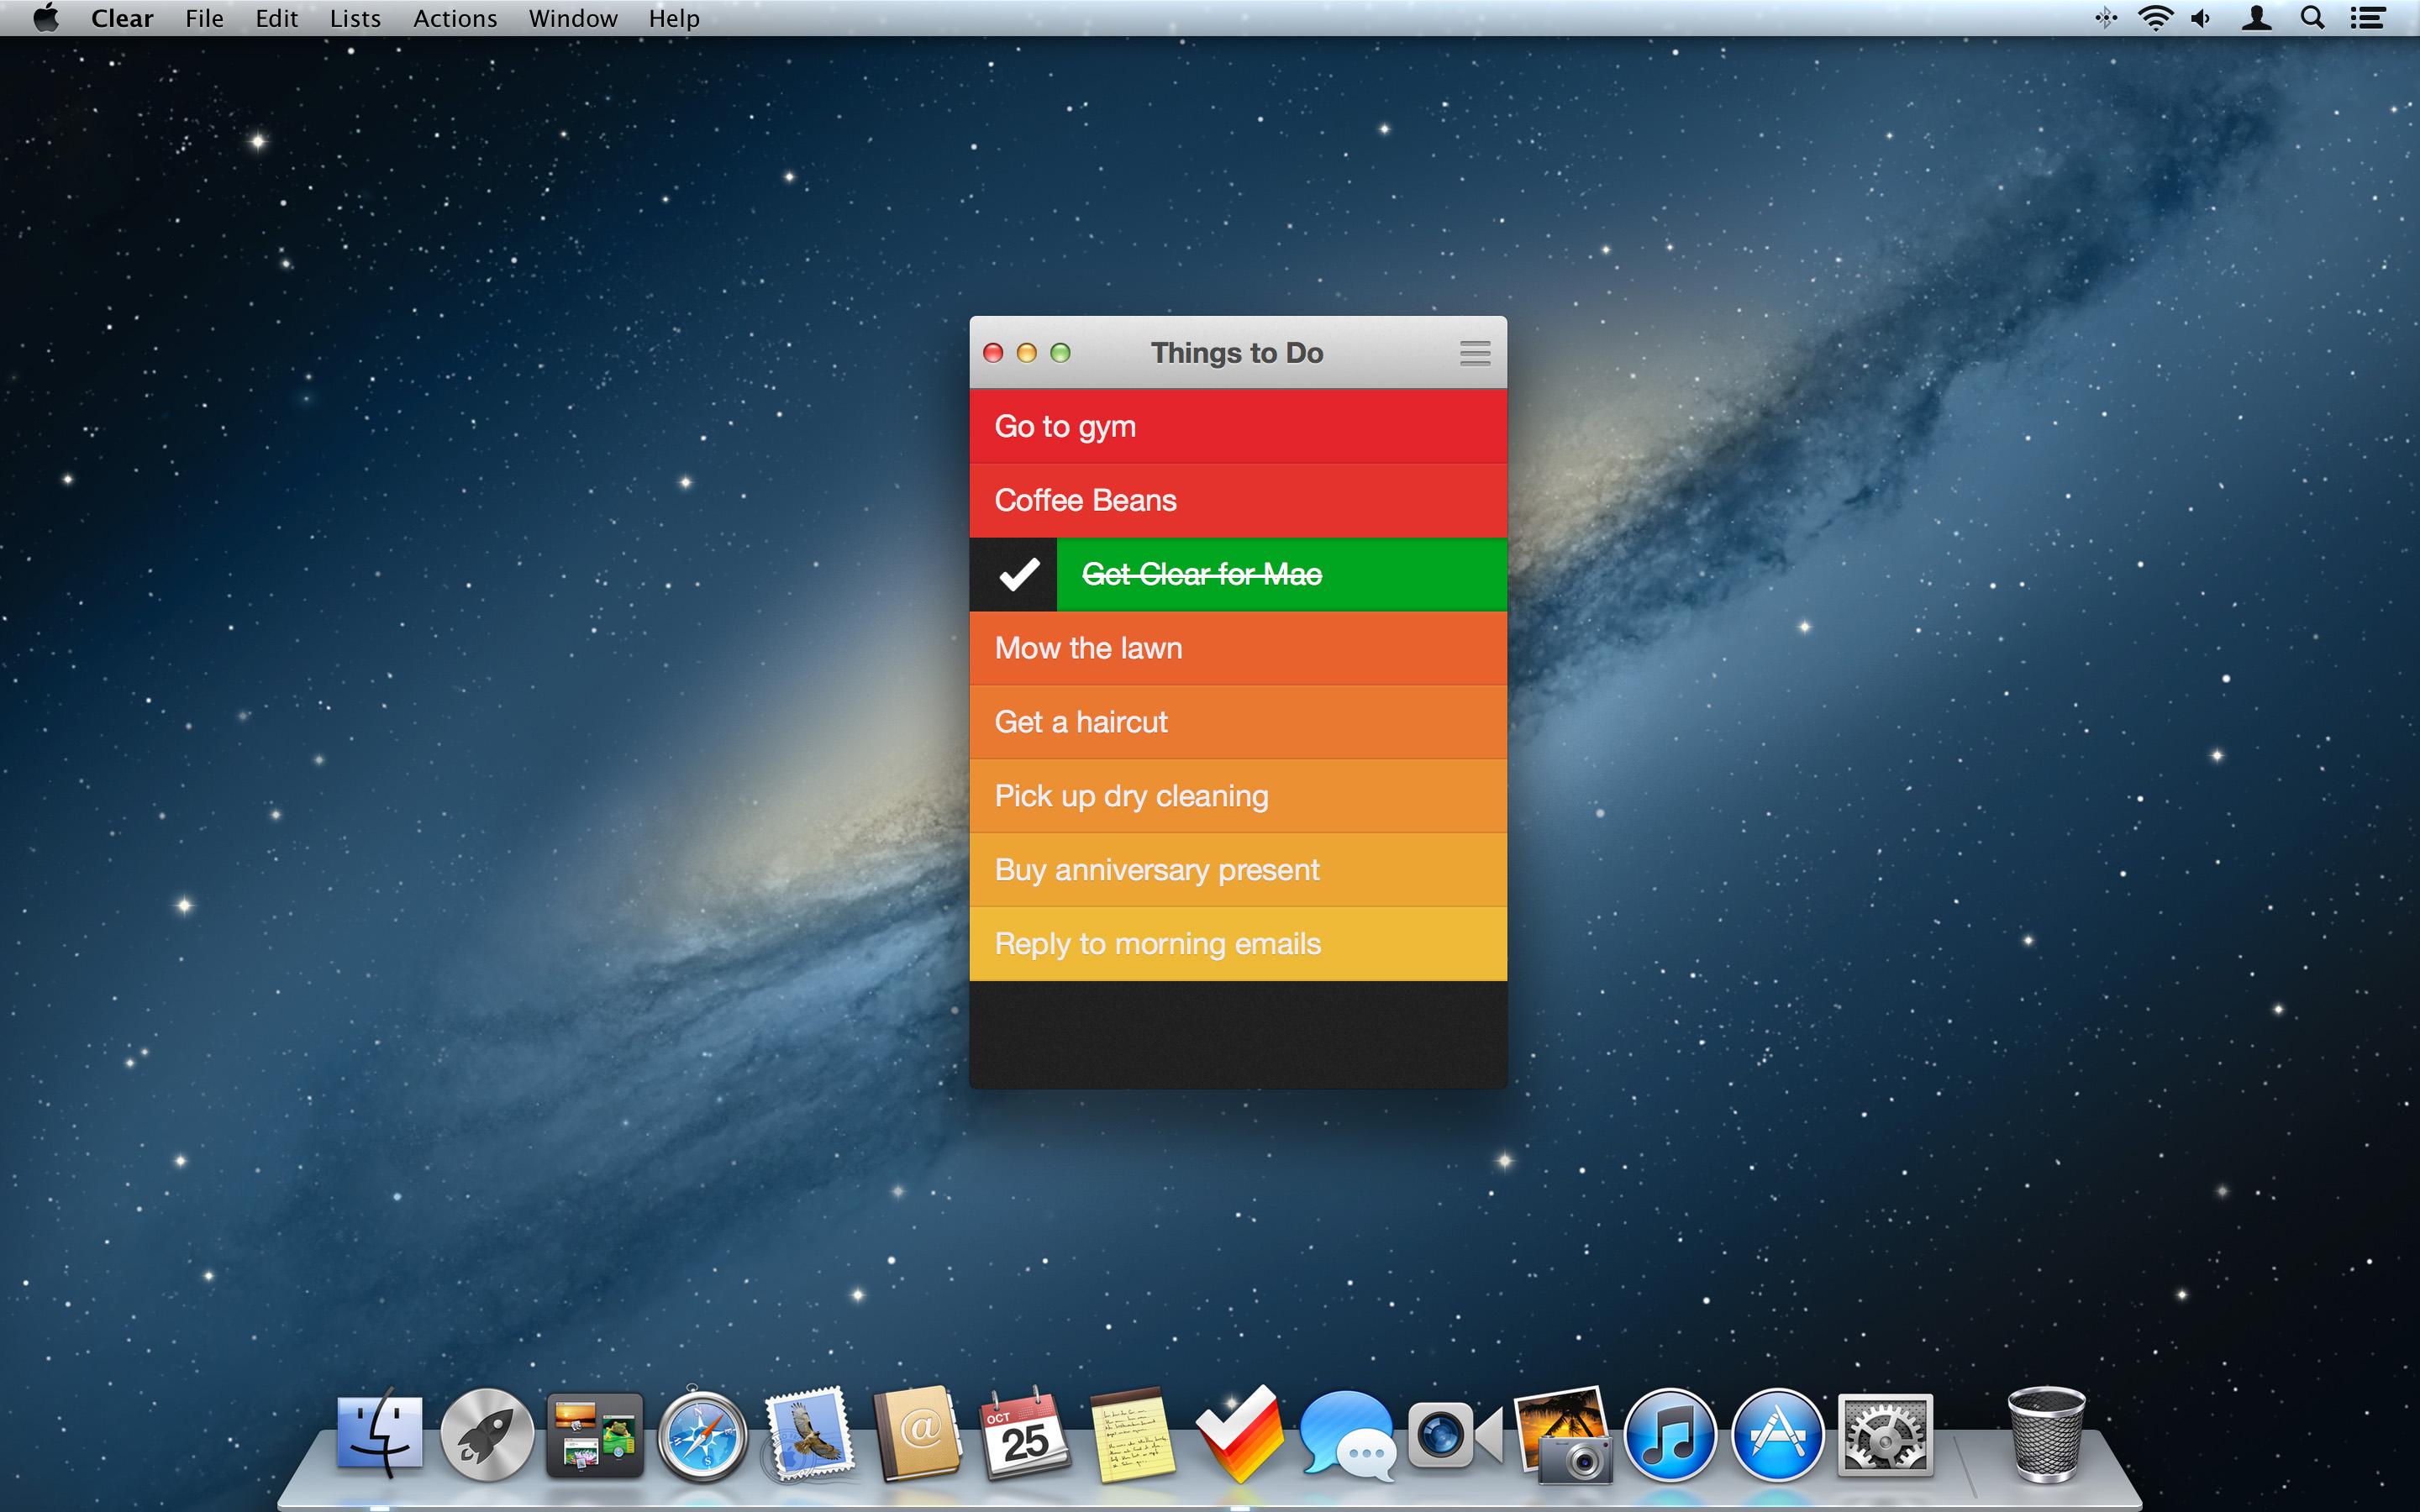 Clear File Edit Lists Actions Window Help
Things to Do
Go to gym
Coffee Beans
Get Clear for Mac
Mow the lawn
Get a haircut
Pick up dry cleaning
Buy anniversary present
Reply to morning emails
@
OCT
25